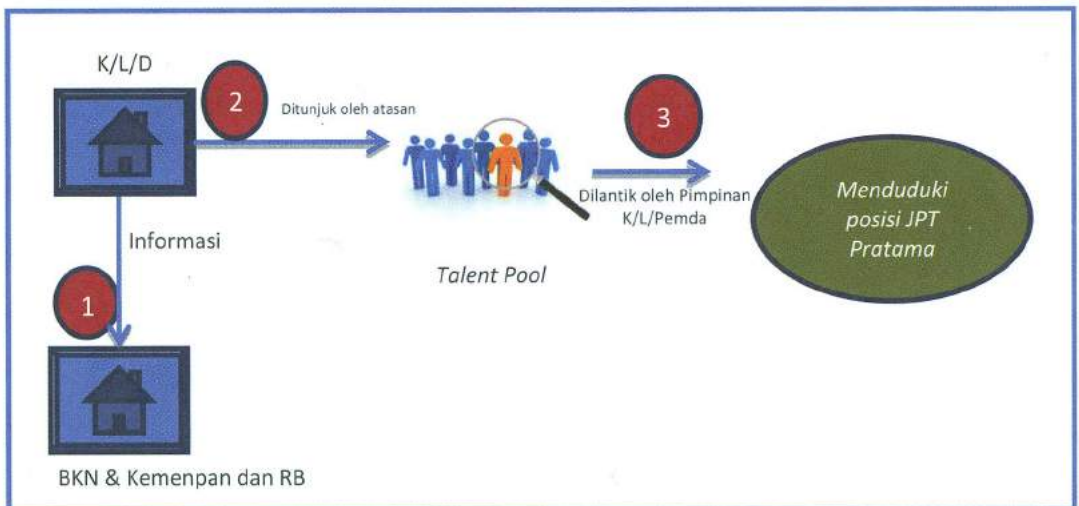 K/L/D
2
Ditunjuk oleh atasan
3
Dilantik oleh Pimpinan
K/L/Pemda
Menduduki
posisi JPT
Pratama
Informasi
Talent Pool
1
BKN & Kemenpan dan RB